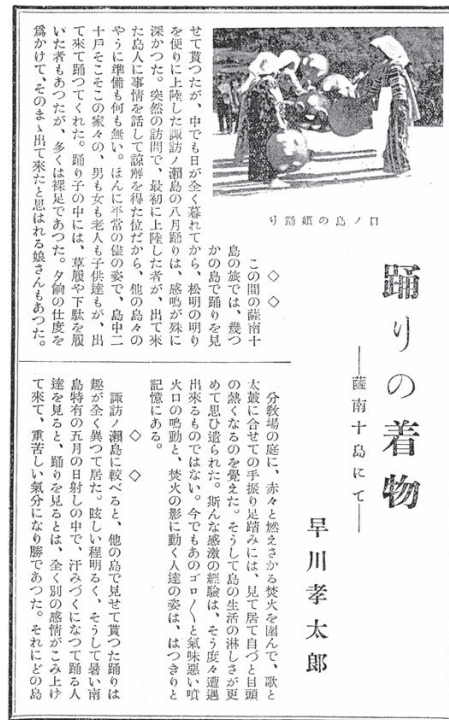 踊りの着物
――薩南十島にて――
早川孝太郎
口ノ島の踊り
◇ ◇
この間の薩南十
島の旅では、幾つ
かの島で踊りを見
せて貰つたが、中でも日が全く暮れてから、松明の明り
を便りに上陸した諏訪ノ瀬島の八月踊りは、感鳴が殊に
深かつた。突然の訪問で、最初に上陸した者が、出て來
た島人に事情を話して諒解を得た位だから、他の島々の
やうに準備も何も無い。ほんに平常の儘の姿で、島中二
十戶そこそこの家々の、男も女も老人も子供達もが、出
て來て踊つてくれた。踊り子の中には、草履や下駄を履
いた者もあつたが、多くは裸足であつた。夕餉の仕度を
爲かけて、そのまゝ出て來たと思はれる娘さんもあつた。
分敎場の庭に、赤々と燃えさかる焚火を圍んで、歌と
太鼓に合せての手振り足踏みには、見て居て自づと目頭
の熱くなるのを覺えた。そうして島の生活の淋しさが更
めて思ひ遣られた。斯んな感激の經驗は、そう度々遭遇
出來るものではない。今でもあのゴロ〳〵と氣味惡い噴
火口の鳴動と、焚火の影に動く人達の姿は、はつきりと
記憶にある。
◇ ◇
諏訪ノ瀬島に較べると、他の島で見せて貰つた踊りは
趣が全く異つて居た。眩しい程明るく、そうして暑い南
島特有の五月の日射しの中で、汗みづくになつて踊る人
達を見ると、踊りを見るとは、全く別の感情がこみ上げ
て來て、重苦しい氣分になり勝であつた。それにどの島